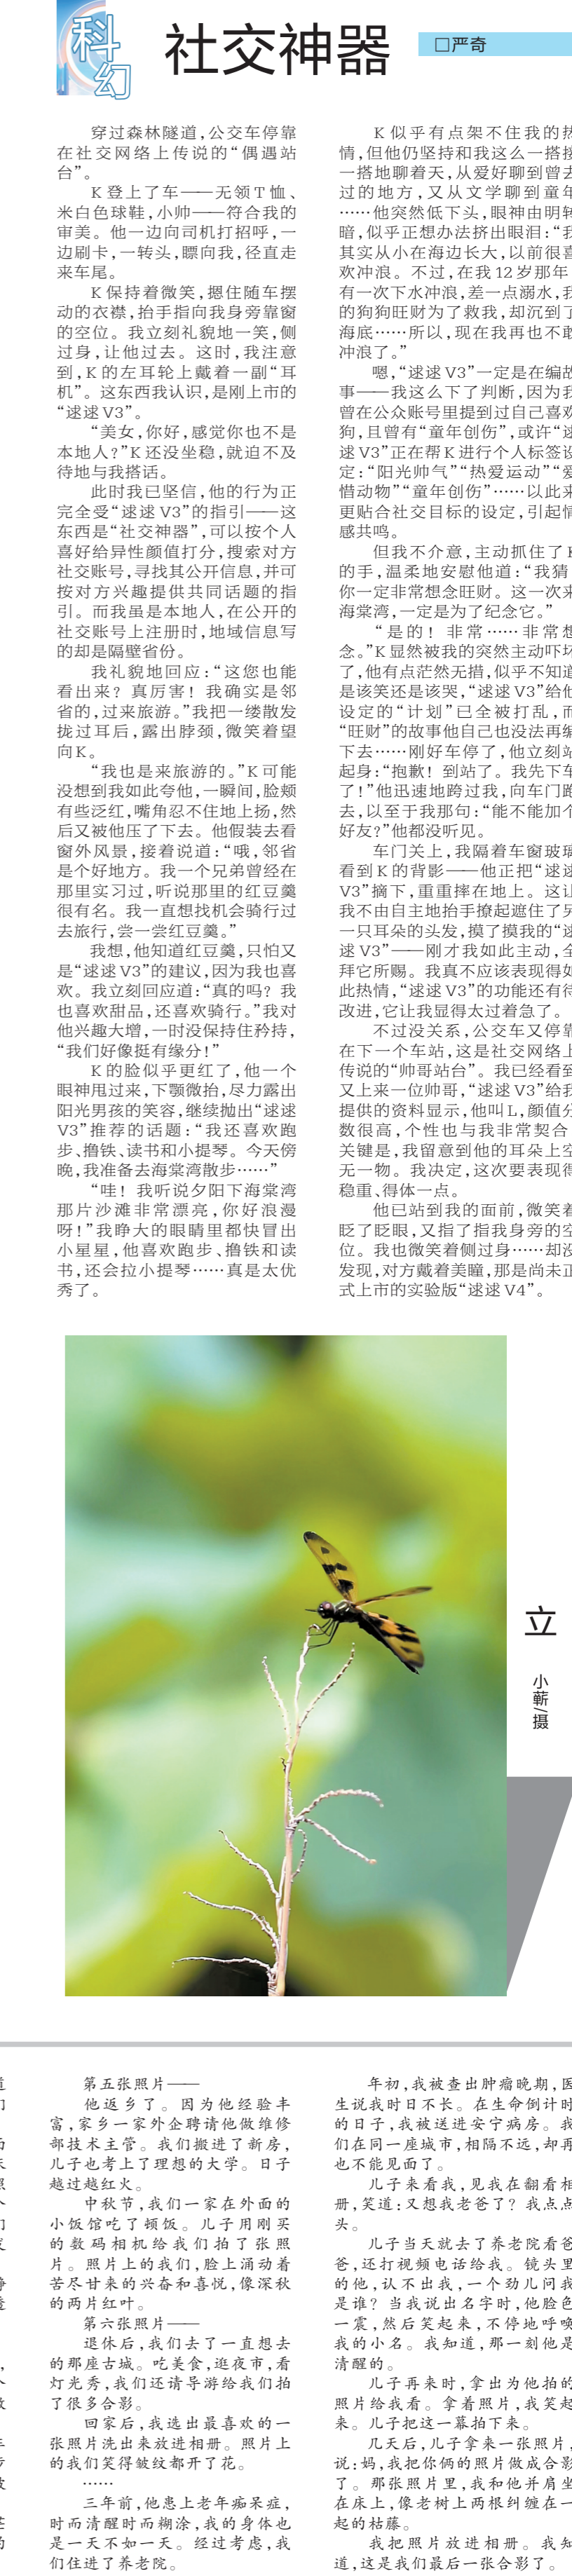 科幻
社交神器
□严奇
穿过森林隧道,公交车停靠
在社交网络上传说的“偶遇站
台”。
K 登上了车——无领T恤、
米白色球鞋,小帅——符合我的
审美。他一边向司机打招呼,一
边刷卡,一转头,瞟向我,径直走
来车尾。
K保持着微笑,摁住随车摆
动的衣襟,抬手指向我身旁靠窗
的空位。我立刻礼貌地一笑,侧
过身,让他过去。这时,我注意
到,K的左耳轮上戴着一副“耳
机”。这东西我认识,是刚上市的
“逑逑V3”。
“美女,你好,感觉你也不是
本地人?”K还没坐稳,就迫不及
待地与我搭话。
此时我已坚信,他的行为正
完全受“逑逑V3”的指引——这
东西是“社交神器”,可以按个人
喜好给异性颜值打分,搜索对方
社交账号,寻找其公开信息,并可
按对方兴趣提供共同话题的指
引。而我虽是本地人,在公开的
社交账号上注册时,地域信息写
的却是隔壁省份。
我礼貌地回应:“这您也能
看出来?真厉害!我确实是邻
省的,过来旅游。”我把一缕散发
拢过耳后,露出脖颈,微笑着望
向K。
“我也是来旅游的。”K可能
没想到我如此夸他,一瞬间,脸颊
有些泛红,嘴角忍不住地上扬,然
后又被他压了下去。他假装去看
窗外风景,接着说道:“哦,邻省
是个好地方。我一个兄弟曾经在
那里实习过,听说那里的红豆羹
很有名。我一直想找机会骑行过
去旅行,尝一尝红豆羹。”
我想,他知道红豆羹,只怕又
是“逑逑V3”的建议,因为我也喜
欢。我立刻回应道:“真的吗?我
也喜欢甜品,还喜欢骑行。”我对
他兴趣大增,一时没保持住矜持,
“我们好像挺有缘分!”
K的脸似乎更红了,他一个
眼神甩过来,下颚微抬,尽力露出
阳光男孩的笑容,继续抛出“逑逑
V3”推荐的话题:“我还喜欢跑
步、撸铁、读书和小提琴。今天傍
晚,我准备去海棠湾散步……”
“哇!我听说夕阳下海棠湾
那片沙滩非常漂亮,你好浪漫
呀!”我睁大的眼睛里都快冒出
小星星,他喜欢跑步、撸铁和读
书,还会拉小提琴……真是太优
秀了。
K似乎有点架不住我的热
情,但他仍坚持和我这么一搭接
一搭地聊着天,从爱好聊到曾去
过的地方,又从文学聊到童年
……他突然低下头,眼神由明转
暗,似乎正想办法挤出眼泪:“我
其实从小在海边长大,以前很喜
欢冲浪。不过,在我12岁那年,
有一次下水冲浪,差一点溺水,我
的狗狗旺财为了救我,却沉到了
海底……所以,现在我再也不敢
冲浪了。”
嗯,“逑逑V3”一定是在编故
事——我这么下了判断,因为我
曾在公众账号里提到过自己喜欢
狗,且曾有“童年创伤”,或许“逑
逑V3”正在帮K进行个人标签设
定:“阳光帅气”“热爱运动”“爱
惜动物”“童年创伤”……以此来
更贴合社交目标的设定,引起情
感共鸣。
但我不介意,主动抓住了K
的手,温柔地安慰他道:“我猜,
你一定非常想念旺财。这一次来
海棠湾,一定是为了纪念它。”
“是的!非常……非常想
念。”K显然被我的突然主动吓坏
了,他有点茫然无措,似乎不知道
是该笑还是该哭,“逑逑V3”给他
设定的“计划”已全被打乱,而
“旺财”的故事他自己也没法再编
下去……刚好车停了,他立刻站
起身:“抱歉!到站了。我先下车
了!”他迅速地跨过我,向车门跑
去,以至于我那句:“能不能加个
好友?”他都没听见。
车门关上,我隔着车窗玻璃
看到K的背影——他正把“逑逑
V3”摘下,重重摔在地上。这让
我不由自主地抬手撩起遮住了另
一只耳朵的头发,摸了摸我的“逑
逑V3”——刚才我如此主动,全
拜它所赐。我真不应该表现得如
此热情,“逑逑V3”的功能还有待
改进,它让我显得太过着急了。
不过没关系,公交车又停靠
在下一个车站,这是社交网络上
传说的“帅哥站台”。我已经看到
又上来一位帅哥,“逑逑V3”给我
提供的资料显示,他叫L,颜值分
数很高,个性也与我非常契合,
关键是,我留意到他的耳朵上空
无一物。我决定,这次要表现得
稳重、得体一点。
他已站到我的面前,微笑着
眨了眨眼,又指了指我身旁的空
位。我也微笑着侧过身……却没
发现,对方戴着美瞳,那是尚未正
式上市的实验版“逑逑V4”。
立
小蕲/摄
第五张照片——
他返乡了。因为他经验丰
富,家乡一家外企聘请他做维修
部技术主管。我们搬进了新房,
儿子也考上了理想的大学。日子
越过越红火。
中秋节,我们一家在外面的
小饭馆吃了顿饭。儿子用刚买
的数码相机给我们拍了张照
片。照片上的我们,脸上涌动着
苦尽甘来的兴奋和喜悦,像深秋
的两片红叶。
第六张照片——
退休后,我们去了一直想去
的那座古城。吃美食,逛夜市,看
灯光秀,我们还请导游给我们拍
了很多合影。
回家后,我选出最喜欢的一
张照片洗出来放进相册。照片上
的我们笑得皱纹都开了花。
……
三年前,他患上老年痴呆症,
时而清醒时而糊涂,我的身体也
是一天不如一天。经过考虑,我
们住进了养老院。
年初,我被查出肿瘤晚期,医
生说我时日不长。在生命倒计时
的日子,我被送进安宁病房。我
们在同一座城市,相隔不远,却再
也不能见面了。
儿子来看我,见我在翻看相
册,笑道:又想我老爸了?我点点
头。
儿子当天就去了养老院看爸
爸,还打视频电话给我。镜头里
的他,认不出我,一个劲儿问我
是谁?当我说出名字时,他脸色
一震,然后笑起来,不停地呼唤
我的小名。我知道,那一刻他是
清醒的。
儿子再来时,拿出为他拍的
照片给我看。拿着照片,我笑起
来。儿子把这一幕拍下来。
几天后,儿子拿来一张照片,
说:妈,我把你俩的照片做成合影
了。那张照片里,我和他并肩坐
在床上,像老树上两根纠缠在一
起的枯藤。
我把照片放进相册。我知
道,这是我们最后一张合影了。